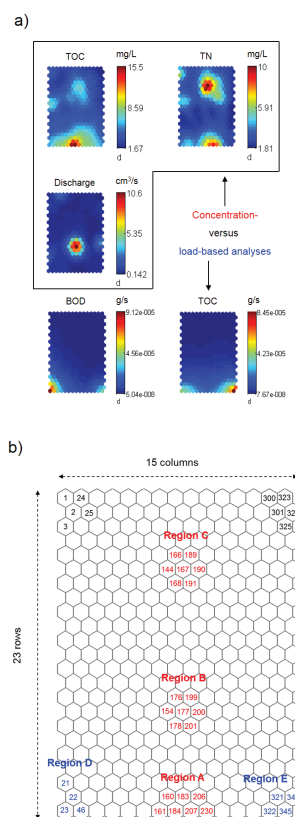 a)
TOC
mg/L
15.5
8.59
1.67
d
TN
mg/L
10
5.91
1.81
d
Discharge
cm³/s
10.6
5.38
0.142
d
Concentration-
versus
load-based analyses
BOD
g/s
9.12e-005
4.56e-005
5.04e-008
d
TOC
g/s
8.45e-005
4.23e-005
7.67e-008
d
b)
15 columns
23 rows
1 24 300 323
2 25 301
3 325
Region C
166 189
144 167 190
168 191
Region B
176 199
154 177 200
178 201
Region D Region A Region E
21 160 183 206 321
22
23 46 161 184 207 230 322 345